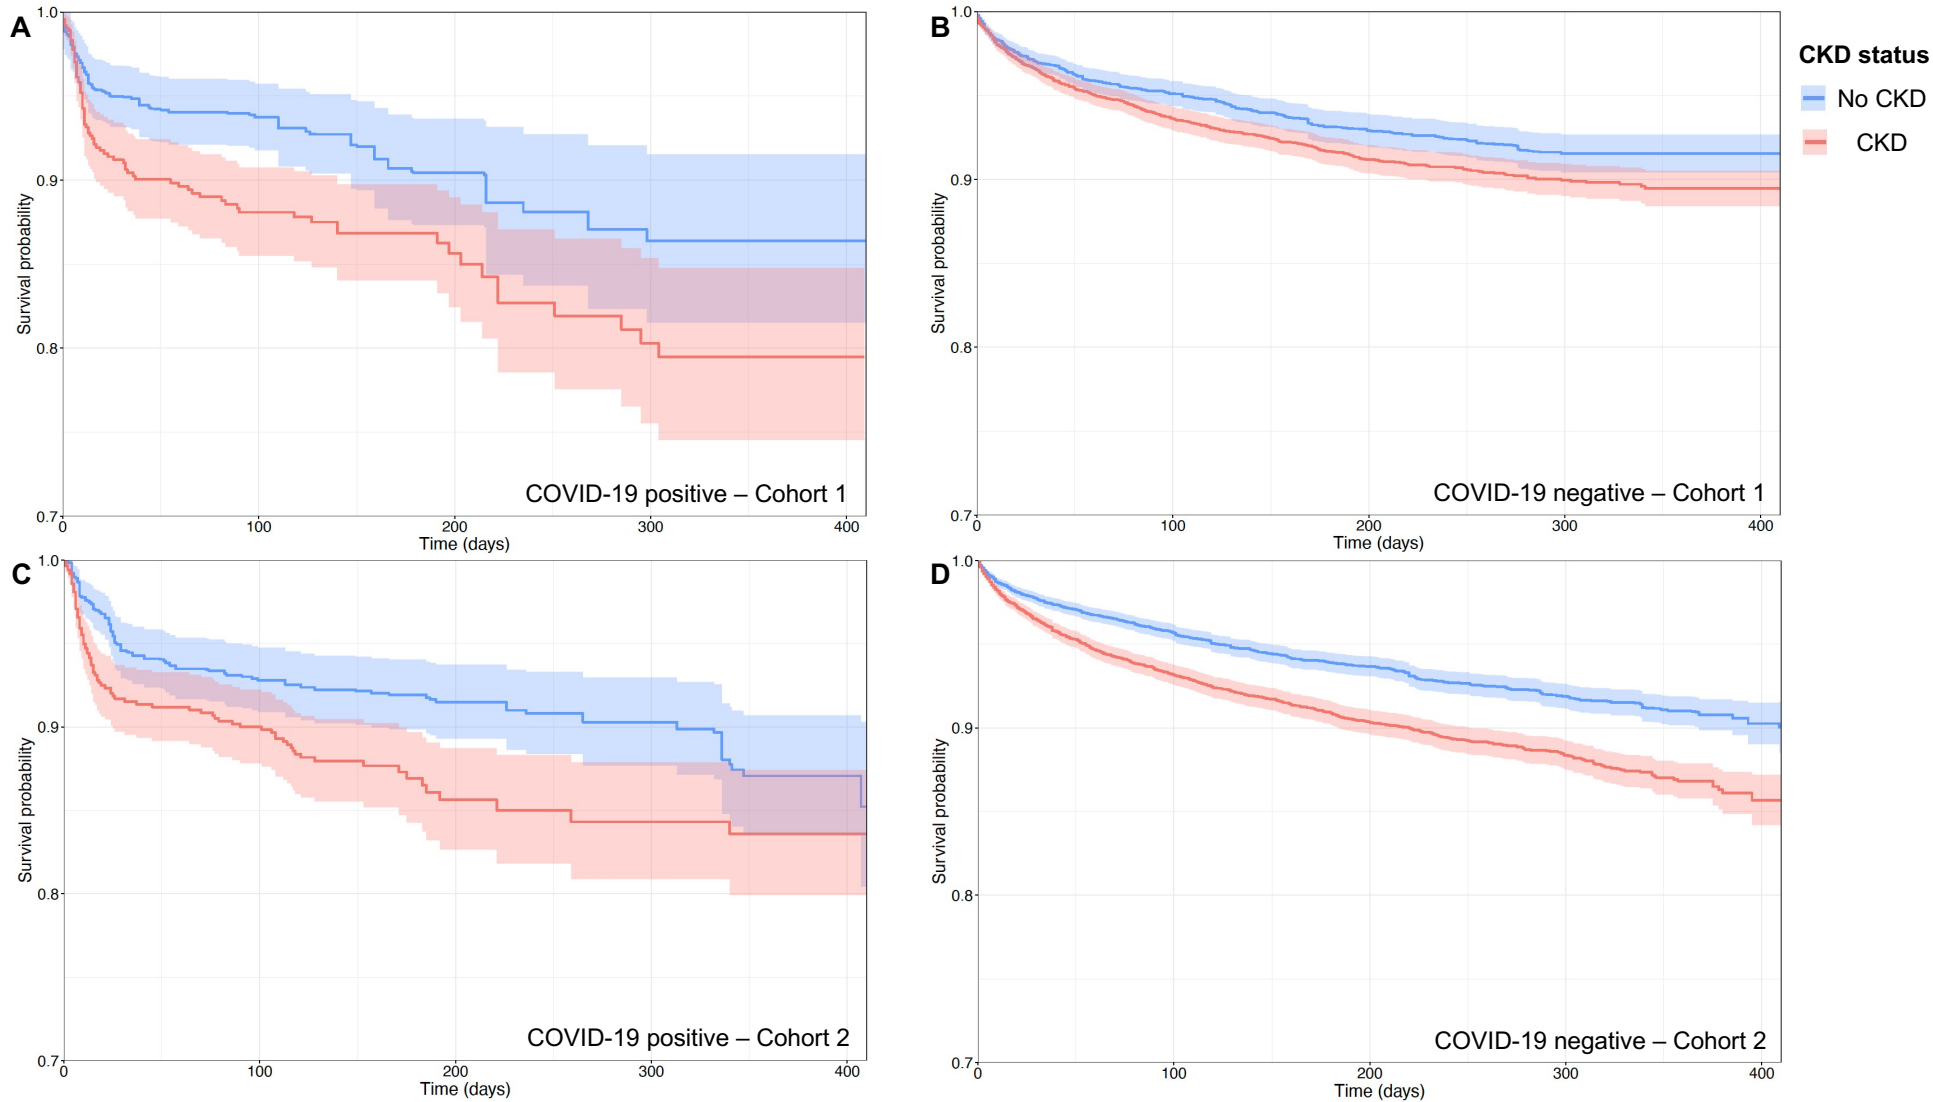 A
1.0
0.9
0.8
0.7
Survival probability
0 100 200 300 400
Time (days)
COVID-19 positive – Cohort 1
B
1.0
0.9
0.8
0.7
Survival probability
0 100 200 300 400
Time (days)
COVID-19 negative – Cohort 1
CKD status
No CKD
CKD
C
1.0
0.9
0.8
0.7
Survival probability
0 100 200 300 400
Time (days)
COVID-19 positive – Cohort 2
D
1.0
0.9
0.8
0.7
Survival probability
0 100 200 300 400
Time (days)
COVID-19 negative – Cohort 2